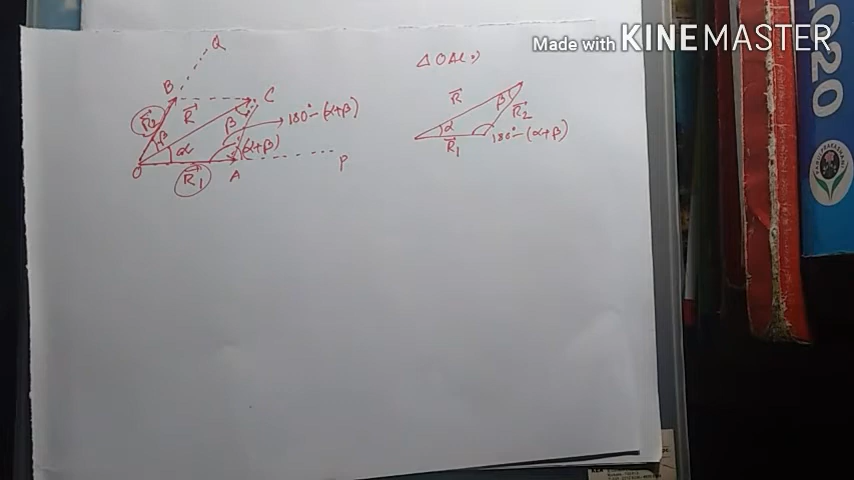 Made with KINEMASTER
2020
Q
B
C
R⃗2
R⃗
β
α
β
180° - (α+β)
(α+β)
O
R⃗1
A
P
△OAC:)
R⃗
β
R⃗2
α
180° - (α+β)
R⃗1